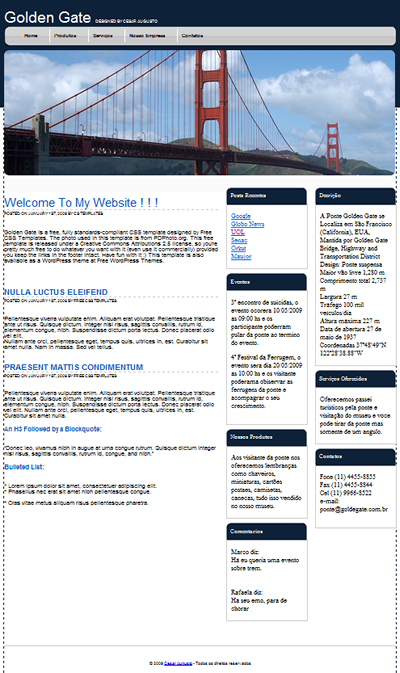 Golden Gate DESIGNED BY CESAR AUGUSTO
Home Produtos Serviços Nossa Empresa Contatos
Welcome To My Website ! ! !
POSTED ON JANUARY 1ST, 2008 BY FREE CSS TEMPLATES
Golden Gate is a free, fully standards-compliant CSS template designed by Free
CSS Templates. The photo used in this template is from PDPhoto.org. This free
template is released under a Creative Commons Attributions 2.5 license, so you're
pretty much free to do whatever you want with it (even use it commercially) provided
you keep the links in the footer intact. Have fun with it :) This template is also
available as a WordPress theme at Free WordPress Themes.
NULLA LUCTUS ELEIFEND
POSTED ON JANUARY 1ST, 2008 BY FREE CSS TEMPLATES
Pellentesque viverra vulputate enim. Aliquam erat volutpat. Pellentesque tristique
ante ut risus. Quisque dictum. Integer nisl risus, sagittis convallis, rutrum id,
elementum congue, nibh. Suspendisse dictum porta lectus. Donec placerat odio
vel elit.
Nullam ante orci, pellentesque eget, tempus quis, ultrices in, est. Curabitur sit
amet nulla. Nam in massa. Sed vel tellus.
PRAESENT MATTIS CONDIMENTUM
POSTED ON JANUARY 1ST, 2008 BY FREE CSS TEMPLATES
Pellentesque viverra vulputate enim. Aliquam erat volutpat. Pellentesque tristique
ante ut risus. Quisque dictum. Integer nisl risus, sagittis convallis, rutrum id,
elementum congue, nibh. Suspendisse dictum porta lectus. Donec placerat odio
vel elit. Nullam ante orci, pellentesque eget, tempus quis, ultrices in, est.
Curabitur sit amet nulla.
An H3 Followed by a Blockquote:
"Donec leo, vivamus nibh in augue at urna congue rutrum. Quisque dictum integer
nisl risus, sagittis convallis, rutrum id, congue, and nibh."
Bulleted List:
* Lorem ipsum dolor sit amet, consectetuer adipiscing elit.
* Phasellus nec erat sit amet nibh pellentesque congue.
* Cras vitae metus aliquam risus pellentesque pharetra.
Posts Recentes
Google
Globo News
UOL
Senac
Orkut
Eventos
3º encontro de suicidas, o
evento ocorera 10/05/2009
as 09:00 hs e os
participante poderram
pular da ponte ao termino
do evento.
4º Festival da Ferrugem, o
evento sera dia 20/05/2009
as 10:00 hs os visitante
poderama observar as
ferrugens da ponte e
acompragar o seu
crescimento.
Nossos Produtos
Aos visitante da ponte nos
oferecemos lembranças
como chaveiros,
miniaturas, cartões
postaes, camisetas,
canecas, tudo isso vendido
no nosso museu.
Comentarios
Marco diz:
Há eu queria uma evento
sobre trem.
Rafaela diz:
Há seu emo, para de
chorar
Descrição
A Ponte Golden Gate se
Localiza em São Francisco
(California), EUA,
Mantida por Golden Gate
Bridge, Highway and
Transportation District
Design: Ponte suspensa
Maior vão livre 1,280 m
Comprimento total 2,737
m
Largura 27 m
Trafego 100 mil
veiculos/dia
Altura máxima 227 m
Data de abertura 27 de
maio de 1937
Coordenadas 37°48'49"N
122°28'38.88"W
Serviços Oferecidos
Oferecemos passei
turisticos pela ponte e
visitação do museu e voce
pode tirar da ponte mas
somente de um angulo.
Contatos
Fone (11) 4455-8855
Fax (11) 4455-8844
Cel (11) 9966-8522
e-mail:
ponte@goldegate.com.br
© 2009 Cesar Augusto - Todos os reservados